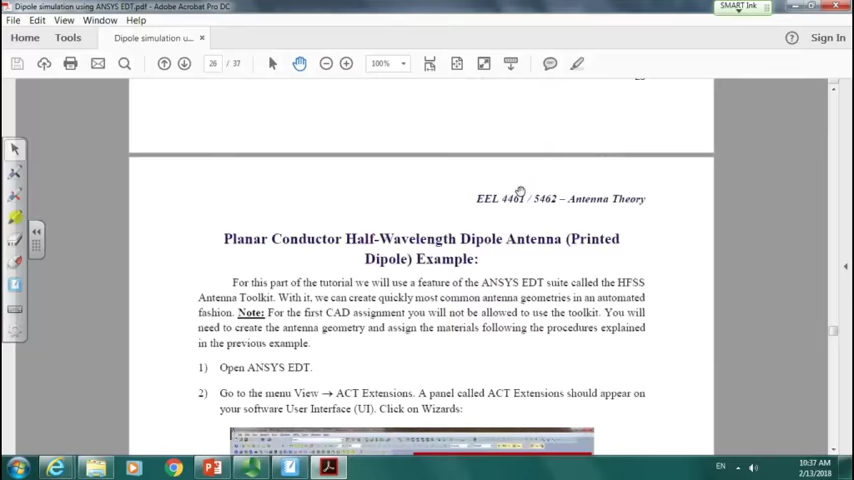 Dipole simulation using ANSYS EDT.pdf - Adobe Acrobat Pro DC
SMART Ink
File Edit View Window Help
Home Tools Dipole simulation u... × Sign In
26 / 37 100%
EEL 4461 / 5462 – Antenna Theory
Planar Conductor Half-Wavelength Dipole Antenna (Printed
Dipole) Example:
For this part of the tutorial we will use a feature of the ANSYS EDT suite called the HFSS
Antenna Toolkit. With it, we can create quickly most common antenna geometries in an automated
fashion. Note: For the first CAD assignment you will not be allowed to use the toolkit. You will
need to create the antenna geometry and assign the materials following the procedures explained
in the previous example.
1) Open ANSYS EDT.
2) Go to the menu View → ACT Extensions. A panel called ACT Extensions should appear on
your software User Interface (UI). Click on Wizards:
EN
10:37 AM
2/13/2018